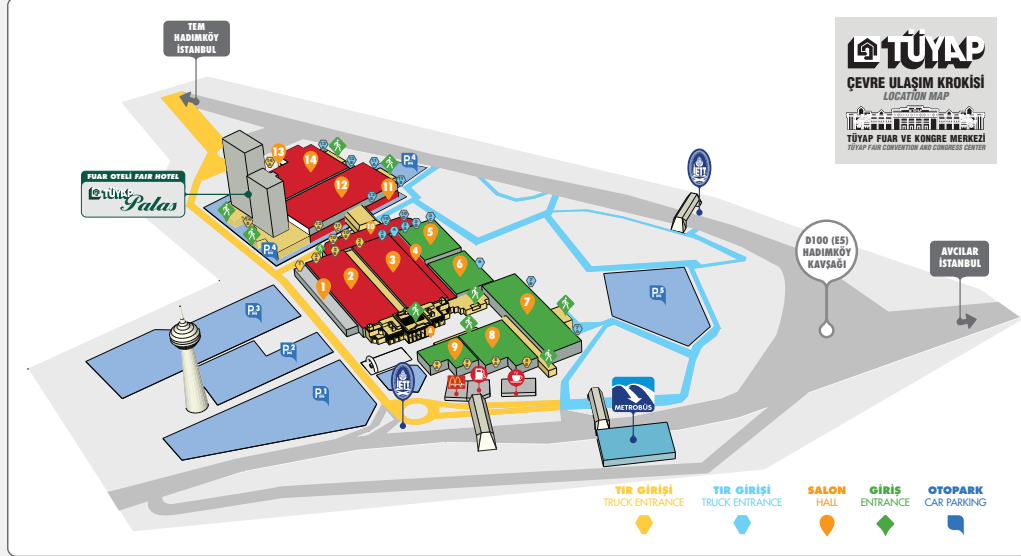 TEM
HADIMKÖY
İSTANBUL
TÜYAP
ÇEVRE ULAŞIM KROKİSİ
LOCATION MAP
TÜYAP FUAR VE KONGRE MERKEZİ
TÜYAP FAIR CONVENTION AND CONGRESS CENTER
FUAR OTELİ FAIR HOTEL
TÜYAP
Palas
13
14
12
11
P4
İETT
10
5
4
3
2
1
6
7
8
9
P4
P5
P3
P2
P1
D100 (E5)
HADIMKÖY
KAVŞAĞI
AVCILAR
İSTANBUL
İETT
METROBÜS
TIR GİRİŞİ
TRUCK ENTRANCE
TIR GİRİŞİ
TRUCK ENTRANCE
SALON
HALL
GİRİŞ
ENTRANCE
OTOPARK
CAR PARKING